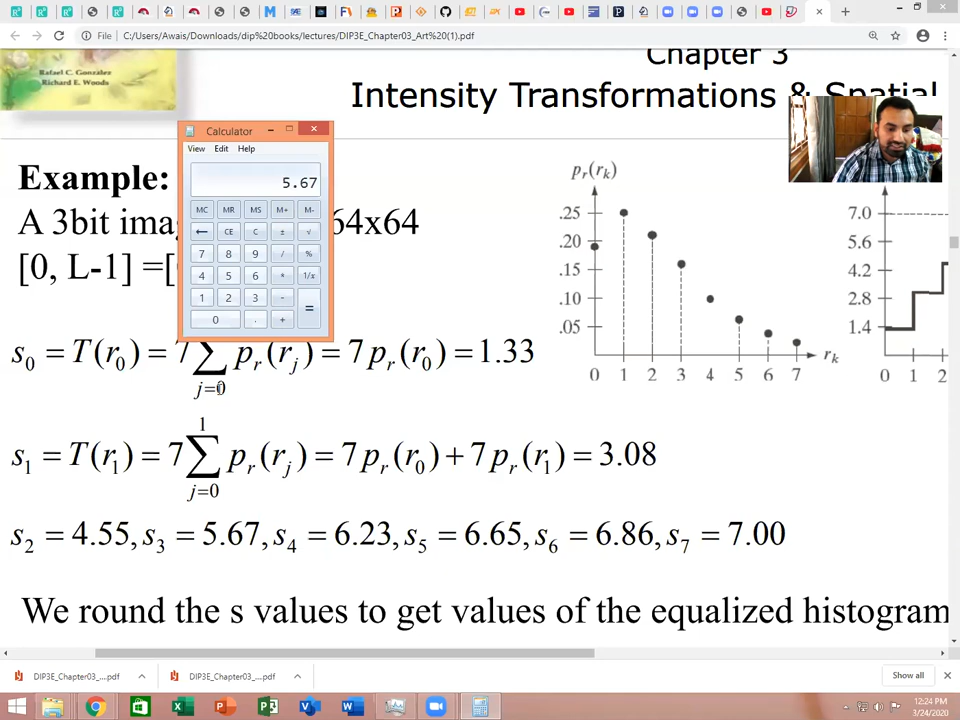 File | C:/Users/Awais/Downloads/dip%20books/lectures/DIP3E_Chapter03_Art%20(1).pdf
Rafael C. Gonzalez
Richard E. Woods
Chapter 3
Intensity Transformations & Spatial
Calculator
View Edit Help
5.67
MC MR MS M+ M-
← CE C ± √
7 8 9 / %
4 5 6 * 1/x
1 2 3 - =
0 . +
Example:
A 3bit 64x64
[0, L-1] =[
s0 = T(r0) = 7∑j=0 pr(rj) = 7pr(r0) = 1.33
s1 = T(r1) = 7∑j=0^1 pr(rj) = 7pr(r0) + 7pr(r1) = 3.08
s2 = 4.55, s3 = 5.67, s4 = 6.23, s5 = 6.65, s6 = 6.86, s7 = 7.00
We round the s values to get values of the equalized histogram
pr(rk)
.25
.20
.15
.10
.05
0 1 2 3 4 5 6 7
rk
7.0
5.6
4.2
2.8
1.4
0 1 2
DIP3E_Chapter03_....pdf
DIP3E_Chapter03_....pdf
Show all
12:24 PM
3/24/2020